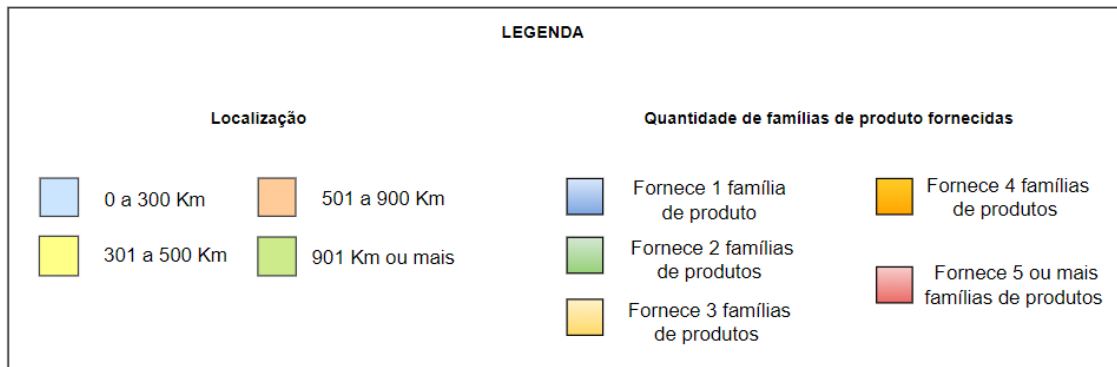 LEGENDA
Localização
0 a 300 Km
501 a 900 Km
301 a 500 Km
901 Km ou mais
Quantidade de famílias de produto fornecidas
Fornece 1 família
de produto
Fornece 4 famílias
de produtos
Fornece 2 famílias
de produtos
Fornece 5 ou mais
famílias de produtos
Fornece 3 famílias
de produtos